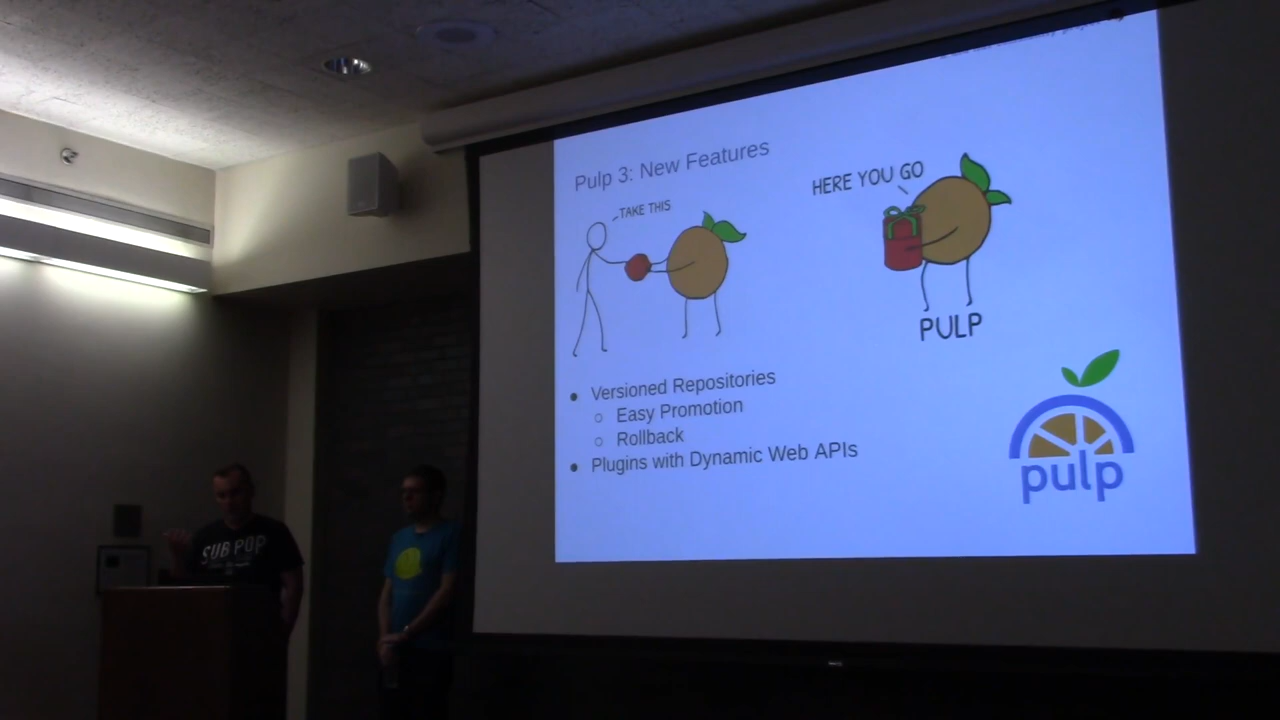 Pulp 3: New Features
TAKE THIS
HERE YOU GO
PULP
Versioned Repositories
Easy Promotion
Rollback
Plugins with Dynamic Web APIs
pulp
SUB POP